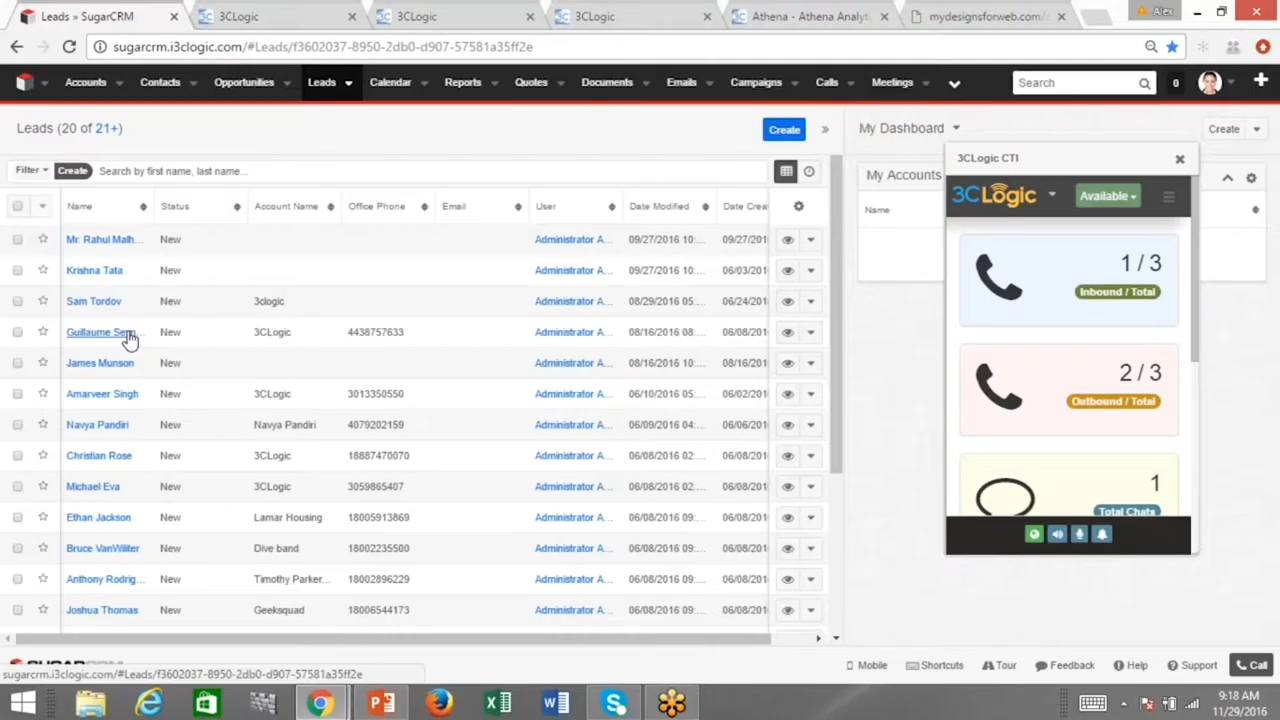 Leads » SugarCRM
3CLogic
3CLogic
3CLogic
Athena - Athena Analyt
mydesignsforweb.com/
Alex
sugarcrm.i3clogic.com/#Leads/f3602037-8950-2db0-d907-57581a35ff2e
Accounts Contacts Opportunities Leads Calendar Reports Quotes Documents Emails Campaigns Calls Meetings Search 0
Leads (20 of 21+) Create
My Dashboard Create
Filter Create Search by first name, last name...
My Accounts
Name
Name Status Account Name Office Phone Email User Date Modified Date Crea
Mr. Rahul Malh... New Administrator A... 09/27/2016 10:... 09/27/201
Krishna Tata New Administrator A... 09/27/2016 10:... 06/03/201
Sam Tordov New 3clogic Administrator A... 08/29/2016 05:... 06/24/201
Guillaume Se... New 3CLogic 4438757633 Administrator A... 08/16/2016 08:... 06/08/201
James Munson New Administrator A... 08/16/2016 10:... 08/16/201
Amarveer Singh New 3CLogic 3013350550 Administrator A... 06/10/2016 05:... 06/02/201
Navya Pandiri New Navya Pandiri 4079202159 Administrator A... 06/09/2016 04:... 06/06/201
Christian Rose New 3CLogic 18887470070 Administrator A... 06/08/2016 02:... 06/08/201
Michael Eva New 3CLogic 3059865407 Administrator A... 06/08/2016 02:... 06/08/201
Ethan Jackson New Lamar Housing 18005913869 Administrator A... 06/08/2016 09:... 06/08/201
Bruce VanWilter New Dive band 18002235500 Administrator A... 06/08/2016 09:... 06/08/201
Anthony Rodrig... New Timothy Parker... 18002896229 Administrator A... 06/08/2016 09:... 06/08/201
Joshua Thomas New Geeksquad 18006544173 Administrator A... 06/08/2016 09:... 06/08/201
3CLogic CTI
3CLogic Available
1 / 3
Inbound / Total
2 / 3
Outbound / Total
1
Total Chats
sugarcrm.i3clogic.com/#Leads/f3602037-8950-2db0-d907-57581a35ff2e
Mobile Shortcuts Tour Feedback Help Support Call
9:18 AM
11/29/2016